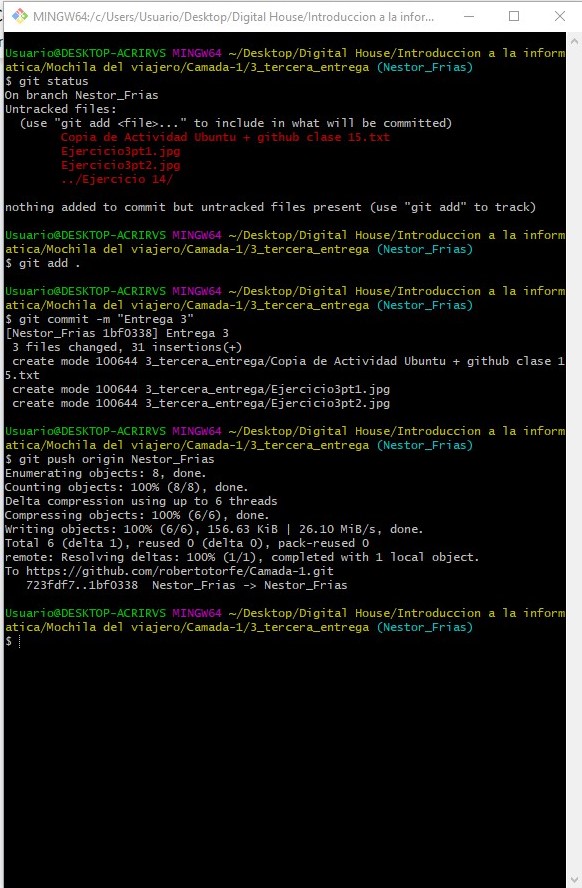 MINGW64:/c/Users/Usuario/Desktop/Digital House/Introduccion a la infor...
Usuario@DESKTOP-ACRIRVS MINGW64 ~/Desktop/Digital House/Introduccion a la inform
atica/Mochila del viajero/Camada-1/3_tercera_entrega (Nestor_Frias)
$ git status
On branch Nestor_Frias
Untracked files:
  (use "git add <file>..." to include in what will be committed)
        Copia de Actividad Ubuntu + github clase 15.txt
        Ejercicio3pt1.jpg
        Ejercicio3pt2.jpg
        ../Ejercicio 14/

nothing added to commit but untracked files present (use "git add" to track)

Usuario@DESKTOP-ACRIRVS MINGW64 ~/Desktop/Digital House/Introduccion a la inform
atica/Mochila del viajero/Camada-1/3_tercera_entrega (Nestor_Frias)
$ git add .

Usuario@DESKTOP-ACRIRVS MINGW64 ~/Desktop/Digital House/Introduccion a la inform
atica/Mochila del viajero/Camada-1/3_tercera_entrega (Nestor_Frias)
$ git commit -m "Entrega 3"
[Nestor_Frias 1bf0338] Entrega 3
 3 files changed, 31 insertions(+)
 create mode 100644 3_tercera_entrega/Copia de Actividad Ubuntu + github clase 1
5.txt
 create mode 100644 3_tercera_entrega/Ejercicio3pt1.jpg
 create mode 100644 3_tercera_entrega/Ejercicio3pt2.jpg

Usuario@DESKTOP-ACRIRVS MINGW64 ~/Desktop/Digital House/Introduccion a la inform
atica/Mochila del viajero/Camada-1/3_tercera_entrega (Nestor_Frias)
$ git push origin Nestor_Frias
Enumerating objects: 8, done.
Counting objects: 100% (8/8), done.
Delta compression using up to 6 threads
Compressing objects: 100% (6/6), done.
Writing objects: 100% (6/6), 156.63 KiB | 26.10 MiB/s, done.
Total 6 (delta 1), reused 0 (delta 0), pack-reused 0
remote: Resolving deltas: 100% (1/1), completed with 1 local object.
To https://github.com/robertotorfe/Camada-1.git
   723fdf7..1bf0338  Nestor_Frias -> Nestor_Frias

Usuario@DESKTOP-ACRIRVS MINGW64 ~/Desktop/Digital House/Introduccion a la inform
atica/Mochila del viajero/Camada-1/3_tercera_entrega (Nestor_Frias)
$